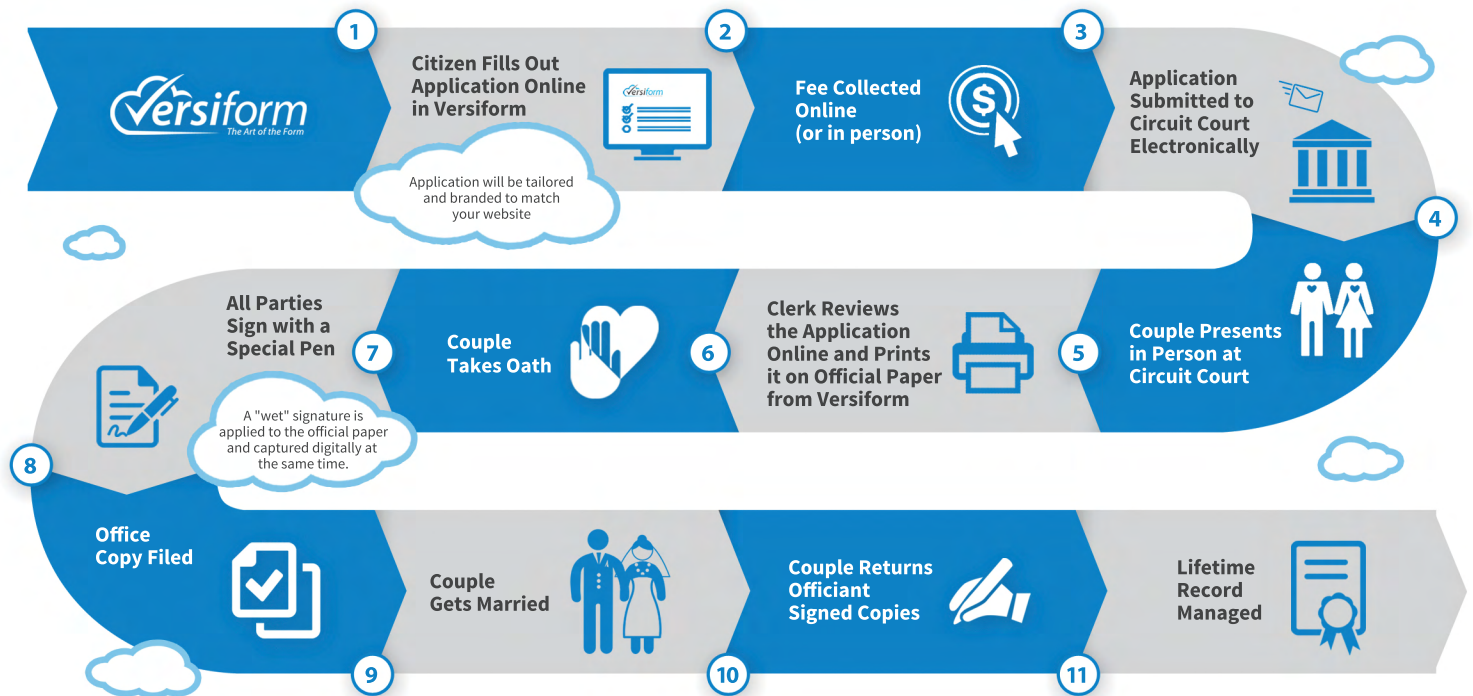 1
2
3
Versiform
The Art of the Form
Citizen Fills Out
Application Online
in Versiform
Versiform
Application will be tailored
and branded to match
your website
Fee Collected
Online
(or in person)
$
Application
Submitted to
Circuit Court
Electronically
4
Couple Presents
in Person at
Circuit Court
5
Clerk Reviews
the Application
Online and Prints
it on Official Paper
from Versiform
6
Couple
Takes Oath
7
All Parties
Sign with a
Special Pen
A "wet" signature is
applied to the official paper
and captured digitally at
the same time.
8
Office
Copy Filed
9
Couple
Gets Married
10
Couple Returns
Officiant
Signed Copies
11
Lifetime
Record
Managed